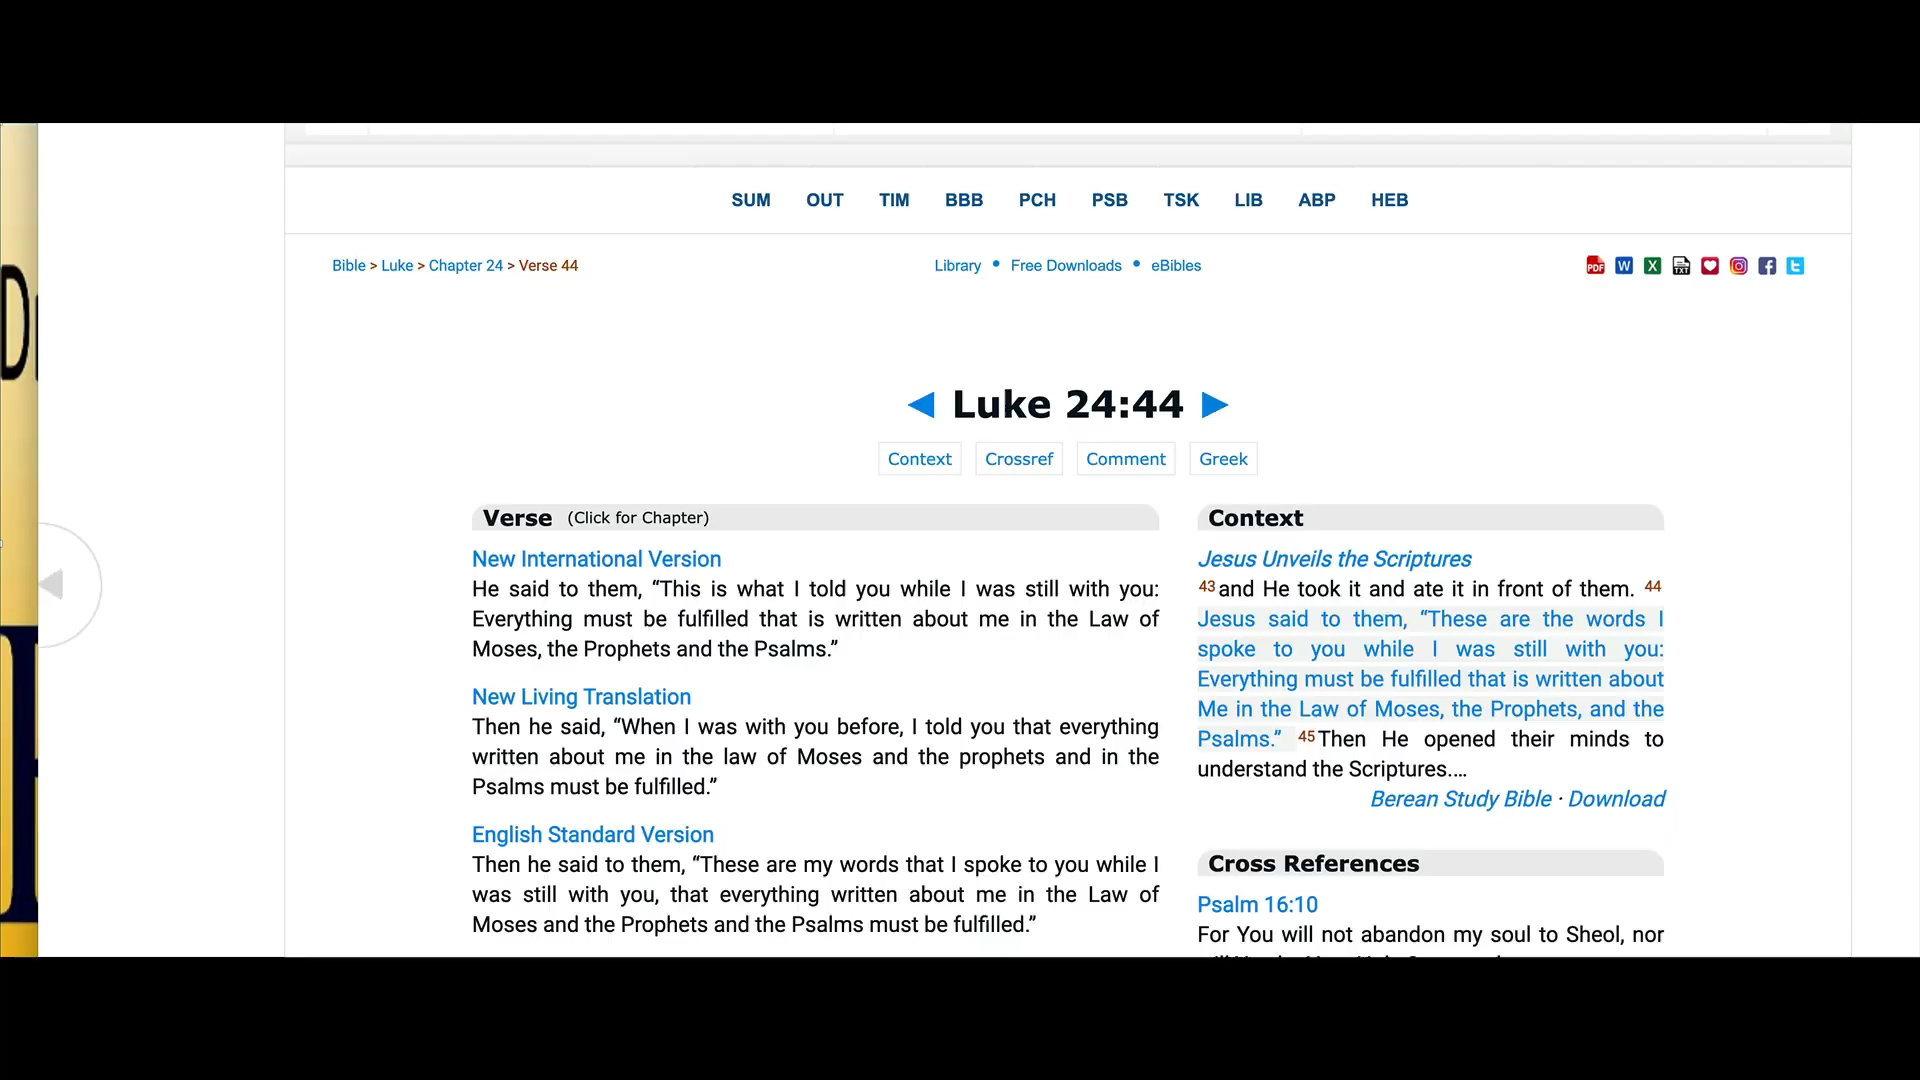 SUM OUT TIM BBB PCH PSB TSK LIB ABP HEB
Bible > Luke > Chapter 24 > Verse 44
Library • Free Downloads • eBibles
◄ Luke 24:44 ►
Context Crossref Comment Greek
Verse (Click for Chapter)
New International Version
He said to them, “This is what I told you while I was still with you:
Everything must be fulfilled that is written about me in the Law of
Moses, the Prophets and the Psalms.”
New Living Translation
Then he said, “When I was with you before, I told you that everything
written about me in the law of Moses and the prophets and in the
Psalms must be fulfilled.”
English Standard Version
Then he said to them, “These are my words that I spoke to you while I
was still with you, that everything written about me in the Law of
Moses and the Prophets and the Psalms must be fulfilled.”
Context
Jesus Unveils the Scriptures
43 and He took it and ate it in front of them. 44
Jesus said to them, “These are the words I
spoke to you while I was still with you:
Everything must be fulfilled that is written about
Me in the Law of Moses, the Prophets, and the
Psalms.” 45 Then He opened their minds to
understand the Scriptures.…
Berean Study Bible · Download
Cross References
Psalm 16:10
For You will not abandon my soul to Sheol, nor